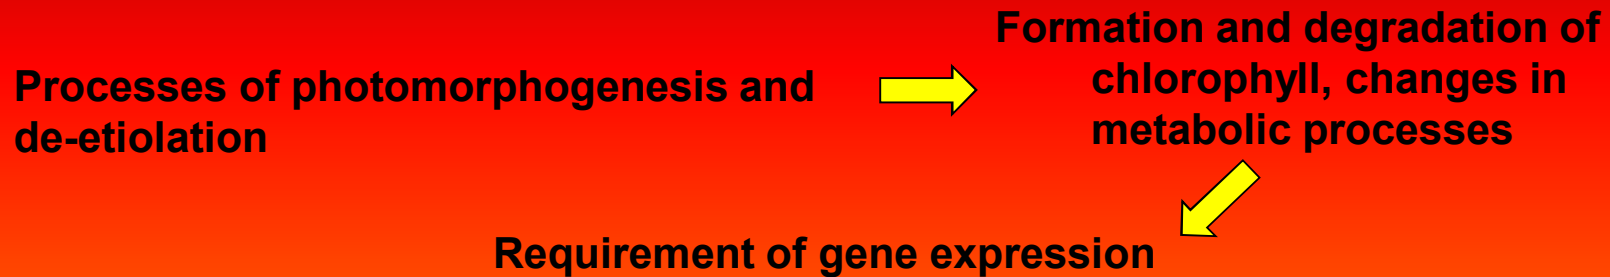 Processes of photomorphogenesis and
de-etiolation
Formation and degradation of
chlorophyll, changes in
metabolic processes
Requirement of gene expression